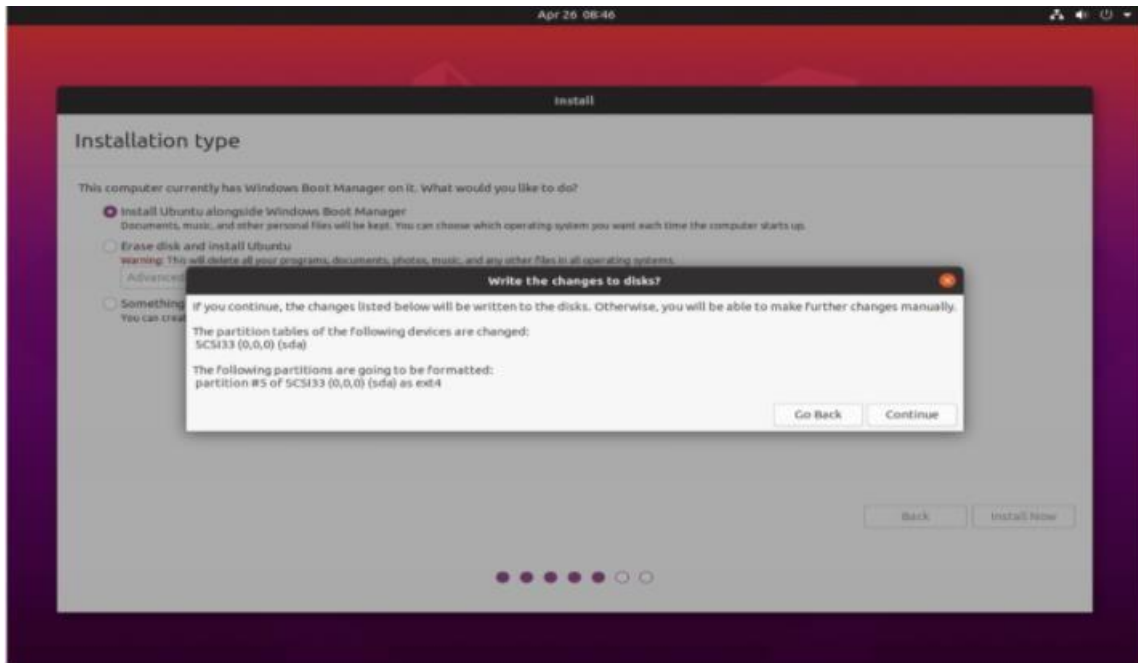 Apr 26 08:46
Install
Installation type
This computer currently has Windows Boot Manager on it. What would you like to do?
Install Ubuntu alongside Windows Boot Manager
Documents, music, and other personal files will be kept. You can choose which operating system you want each time the computer starts up.
Erase disk and install Ubuntu
Warning: This will delete all your programs, documents, photos, music, and any other files in all operating systems.
Advanced
Something
You can creat
Write the changes to disks?
If you continue, the changes listed below will be written to the disks. Otherwise, you will be able to make further changes manually.
The partition tables of the following devices are changed:
SCSI33 (0,0,0) (sda)
The following partitions are going to be formatted:
partition #5 of SCSI33 (0,0,0) (sda) as ext4
Go Back Continue
Back Install Now